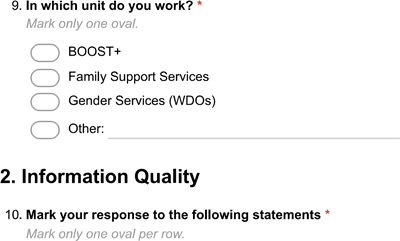 9. In which unit do you work? *
Mark only one oval.
BOOST+
Family Support Services
Gender Services (WDOs)
Other:
2. Information Quality
10. Mark your response to the following statements *
Mark only one oval per row.